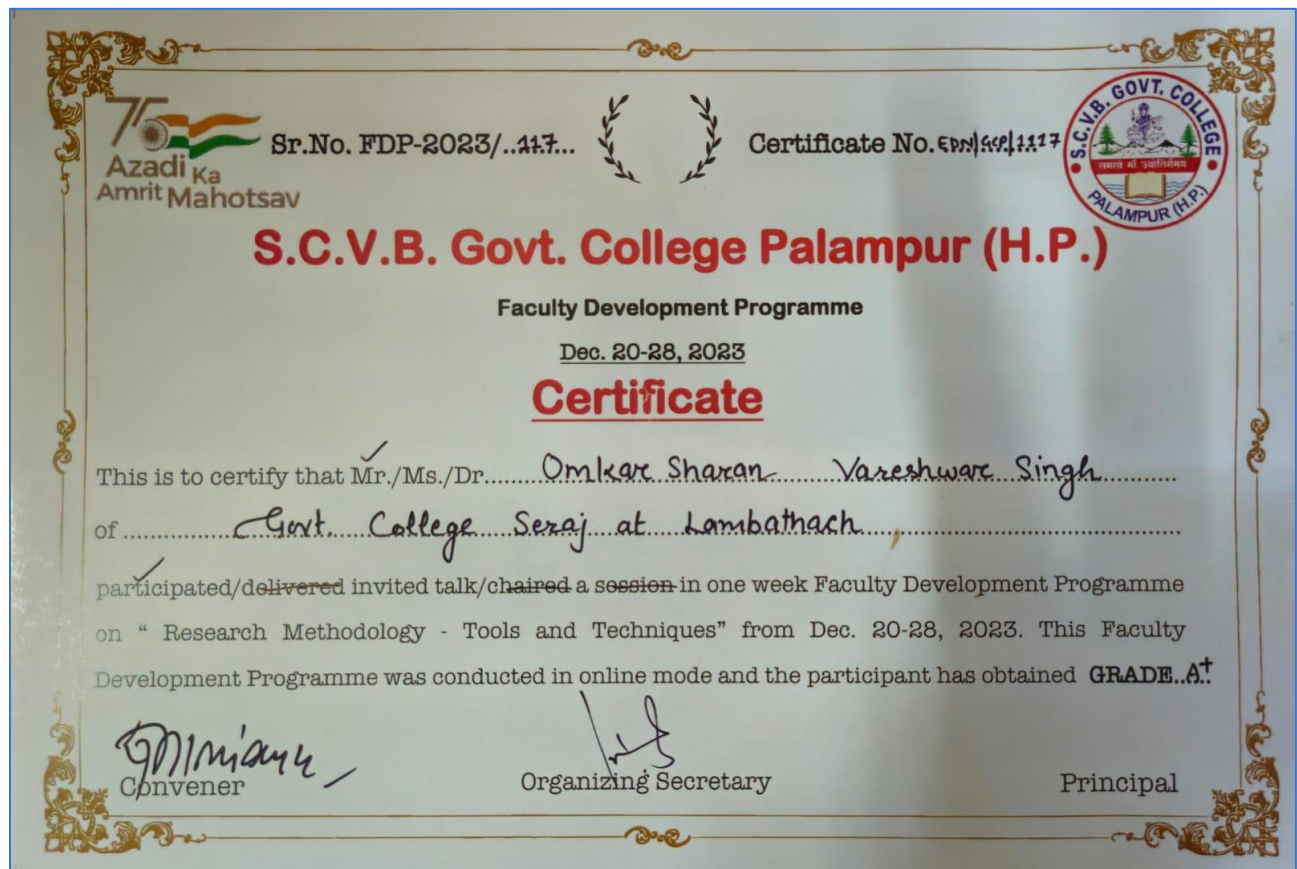 75
Azadi Ka
Amrit Mahotsav
Sr.No. FDP-2023/..117...
Certificate No.
S.C.V.B. GOVT. COLLEGE
तमसो माँ ज्योतिर्गमय
PALAMPUR (H.P.)
S.C.V.B. Govt. College Palampur (H.P.)
Faculty Development Programme
Dec. 20-28, 2023
Certificate
This is to certify that Mr./Ms./Dr. Omkar Sharan Vareshwar Singh
of Govt. College Seraj at Lambathach
participated/delivered invited talk/chaired a session in one week Faculty Development Programme
on “ Research Methodology - Tools and Techniques” from Dec. 20-28, 2023. This Faculty
Development Programme was conducted in online mode and the participant has obtained GRADE..A+
Convener
Organizing Secretary
Principal